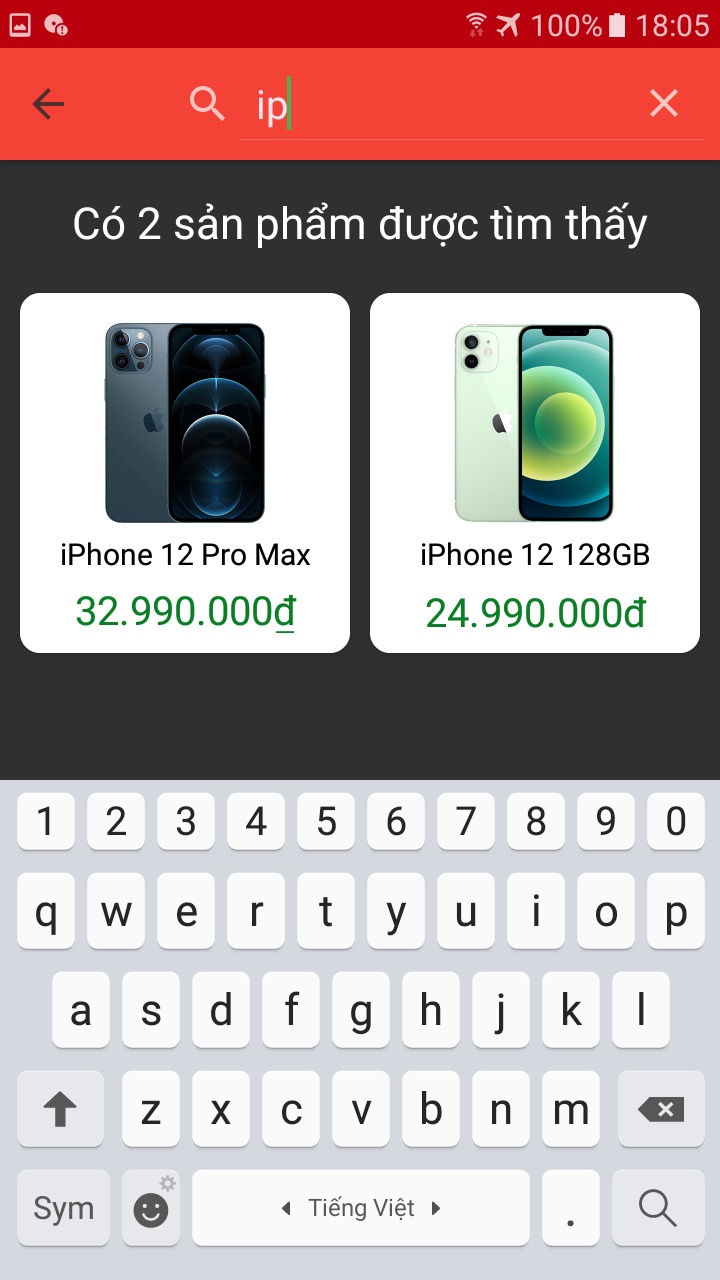 100% 18:05
ip
Có 2 sản phẩm được tìm thấy
iPhone 12 Pro Max
32.990.000₫
iPhone 12 128GB
24.990.000đ
1 2 3 4 5 6 7 8 9 0
q w e r t y u i o p
a s d f g h j k l
z x c v b n m
Sym Tiếng Việt .